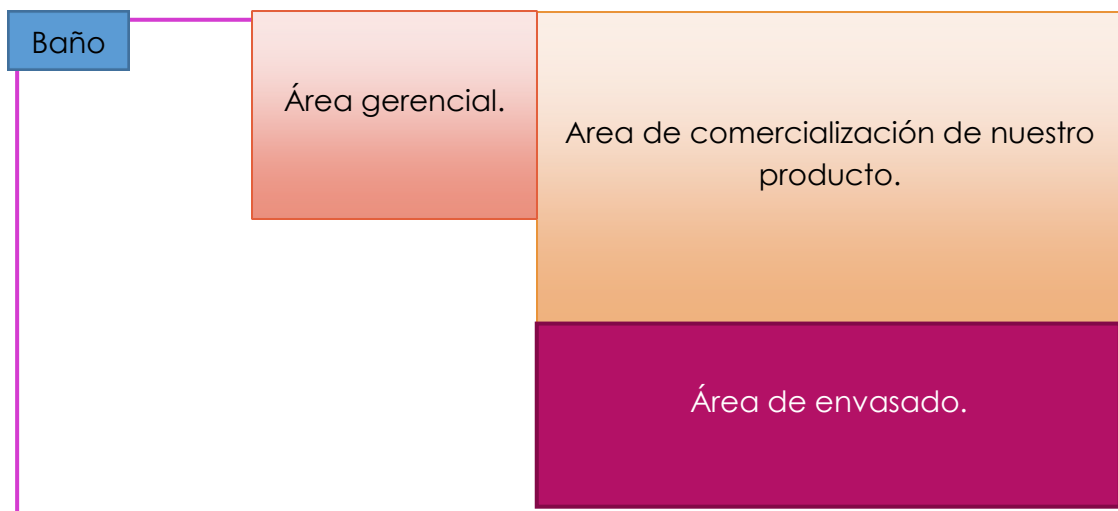 Baño
Área gerencial.
Area de comercialización de nuestro
producto.
Área de envasado.